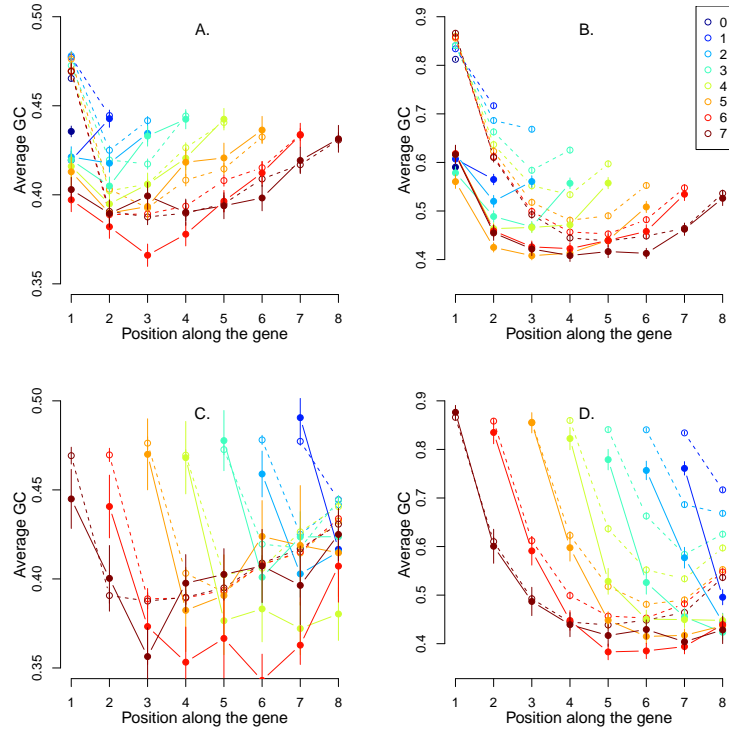 A.
Average GC
0.50
0.45
0.40
0.35
1 2 3 4 5 6 7 8
Position along the gene
B.
Average GC
0.9
0.8
0.7
0.6
0.5
0.4
1 2 3 4 5 6 7 8
Position along the gene
0
1
2
3
4
5
6
7
C.
Average GC
0.50
0.45
0.40
0.35
1 2 3 4 5 6 7 8
Position along the gene
D.
Average GC
0.9
0.8
0.7
0.6
0.5
0.4
1 2 3 4 5 6 7 8
Position along the gene